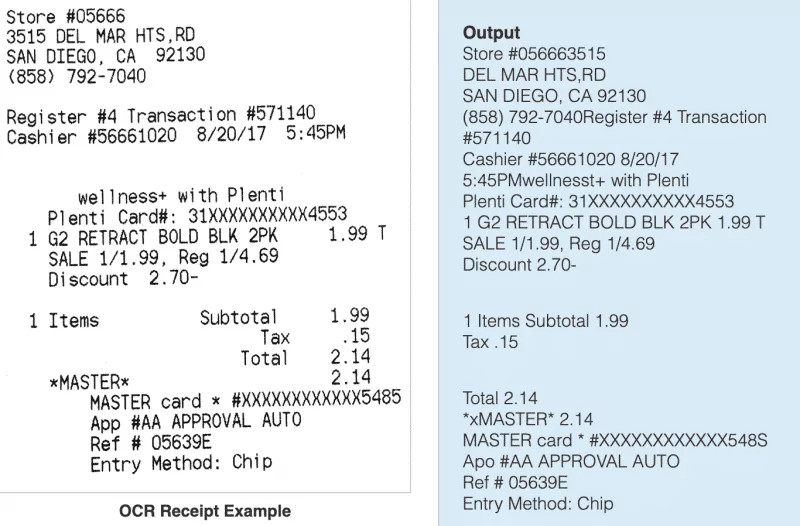 Store #05666
3515 DEL MAR HTS,RD
SAN DIEGO, CA 92130
(858) 792-7040
Register #4 Transaction #571140
Cashier #56661020 8/20/17 5:45PM
wellness+ with Plenti
Plenti Card#: 31XXXXXXXXXX4553
1 G2 RETRACT BOLD BLK 2PK 1.99 T
SALE 1/1.99, Reg 1/4.69
Discount 2.70-
1 Items Subtotal 1.99
Tax .15
Total 2.14
*MASTER* 2.14
MASTER card * #XXXXXXXXXXXX5485
App #AA APPROVAL AUTO
Ref # 05639E
Entry Method: Chip
OCR Receipt Example
Output
Store #056663515
DEL MAR HTS,RD
SAN DIEGO, CA 92130
(858) 792-7040Register #4 Transaction
#571140
Cashier #56661020 8/20/17
5:45PMwellnesst+ with Plenti
Plenti Card#: 31XXXXXXXXXX4553
1 G2 RETRACT BOLD BLK 2PK 1.99 T
SALE 1/1.99, Reg 1/4.69
Discount 2.70-
1 Items Subtotal 1.99
Tax .15
Total 2.14
*xMASTER* 2.14
MASTER card * #XXXXXXXXXXXX548S
Apo #AA APPROVAL AUTO
Ref # 05639E
Entry Method: Chip